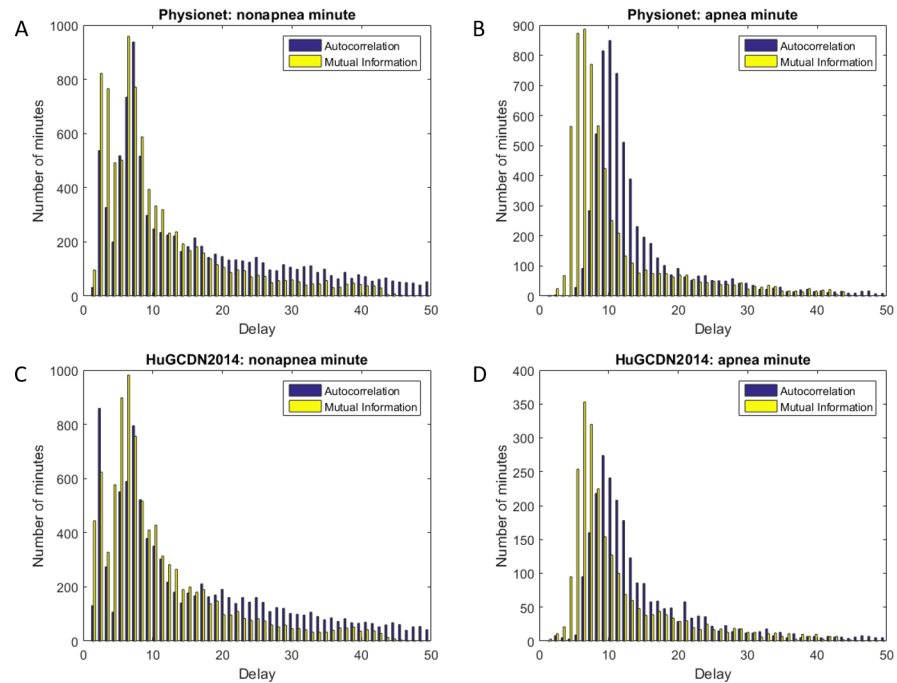 A
Physionet: nonapnea minute
1000
800
600
400
200
0
Number of minutes
Autocorrelation
Mutual Information
0 10 20 30 40 50
Delay
B
Physionet: apnea minute
900
800
700
600
500
400
300
200
100
0
Number of minutes
Autocorrelation
Mutual Information
0 10 20 30 40 50
Delay
C
HuGCDN2014: nonapnea minute
1000
800
600
400
200
0
Number of minutes
Autocorrelation
Mutual Information
0 10 20 30 40 50
Delay
D
HuGCDN2014: apnea minute
400
350
300
250
200
150
100
50
0
Number of minutes
Autocorrelation
Mutual Information
0 10 20 30 40 50
Delay